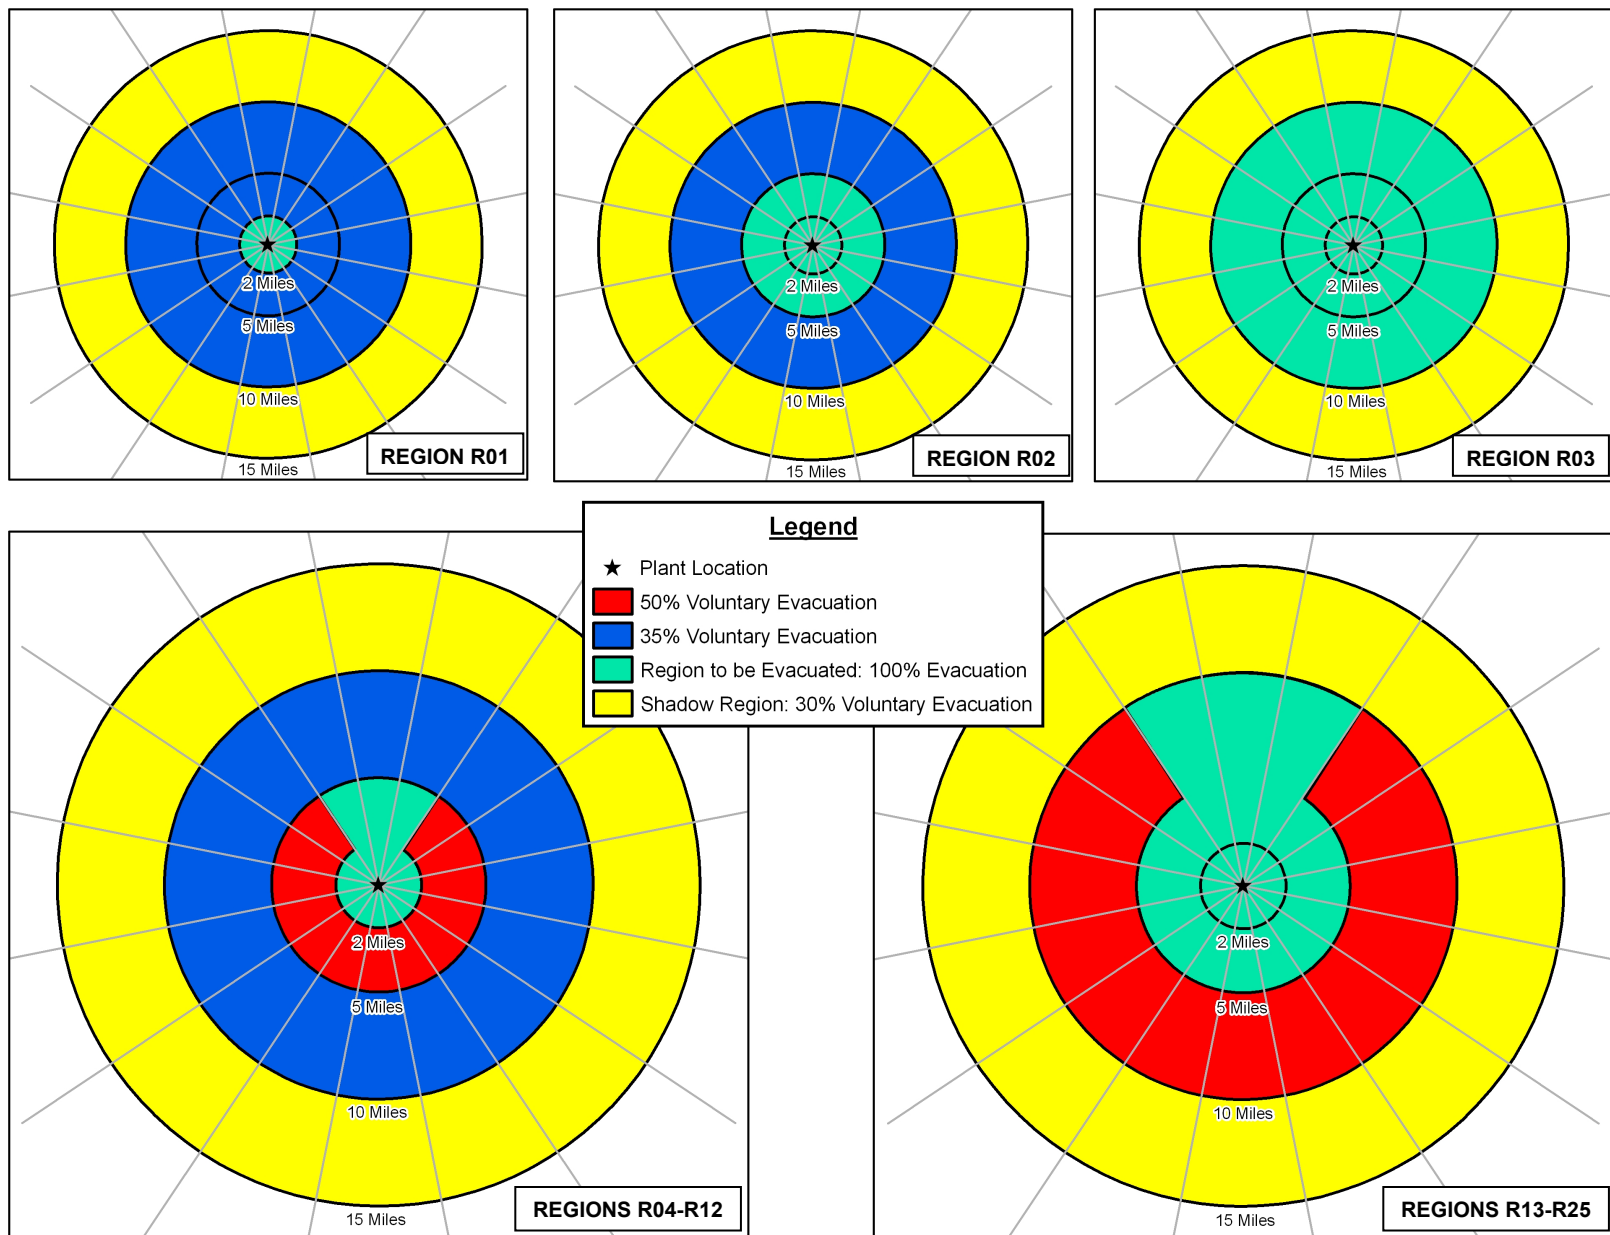 2 Miles
5 Miles
10 Miles
15 Miles
REGION R01
2 Miles
5 Miles
10 Miles
15 Miles
REGION R02
2 Miles
5 Miles
10 Miles
15 Miles
REGION R03
Legend
Plant Location
50% Voluntary Evacuation
35% Voluntary Evacuation
Region to be Evacuated: 100% Evacuation
Shadow Region: 30% Voluntary Evacuation
2 Miles
5 Miles
10 Miles
15 Miles
REGIONS R04-R12
2 Miles
5 Miles
10 Miles
15 Miles
REGIONS R13-R25